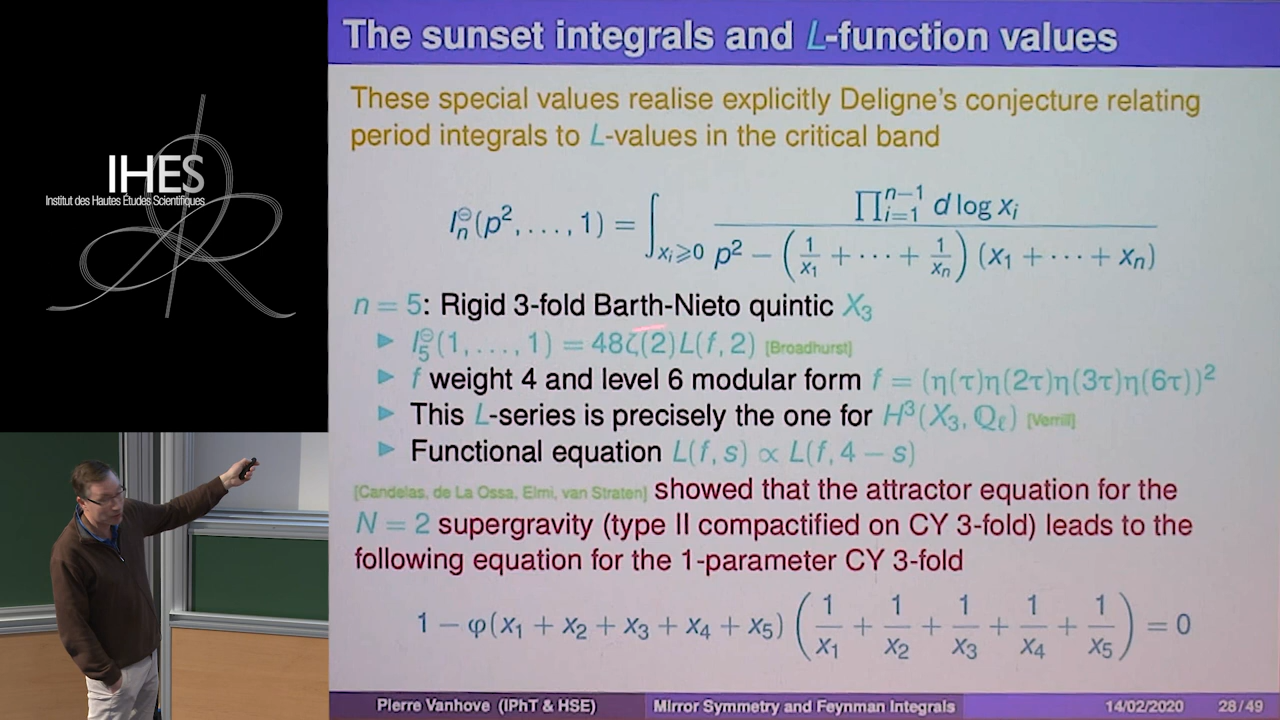 IHES
Institut des Hautes Études Scientifiques
The sunset integrals and L-function values
These special values realise explicitly Deligne's conjecture relating
period integrals to L-values in the critical band
I_n^⊖(p², …, 1) = ∫_{x_i⩾0} ∏_{i=1}^{n−1} d log x_i / (p² − (1/x_1 + ⋯ + 1/x_n)(x_1 + ⋯ + x_n))
n = 5: Rigid 3-fold Barth-Nieto quintic X_3
▶ I_5^⊖(1, …, 1) = 48ζ(2)L(f, 2) [Broadhurst]
▶ f weight 4 and level 6 modular form f = (η(τ)η(2τ)η(3τ)η(6τ))²
▶ This L-series is precisely the one for H³(X_3, ℚ_ℓ) [Verrill]
▶ Functional equation L(f, s) ∝ L(f, 4 − s)
[Candelas, de La Ossa, Elmi, van Straten] showed that the attractor equation for the
N = 2 supergravity (type II compactified on CY 3-fold) leads to the
following equation for the 1-parameter CY 3-fold
1 − φ(x_1 + x_2 + x_3 + x_4 + x_5)(1/x_1 + 1/x_2 + 1/x_3 + 1/x_4 + 1/x_5) = 0
Pierre Vanhove (IPhT & HSE) Mirror Symmetry and Feynman Integrals 14/02/2020 28/49